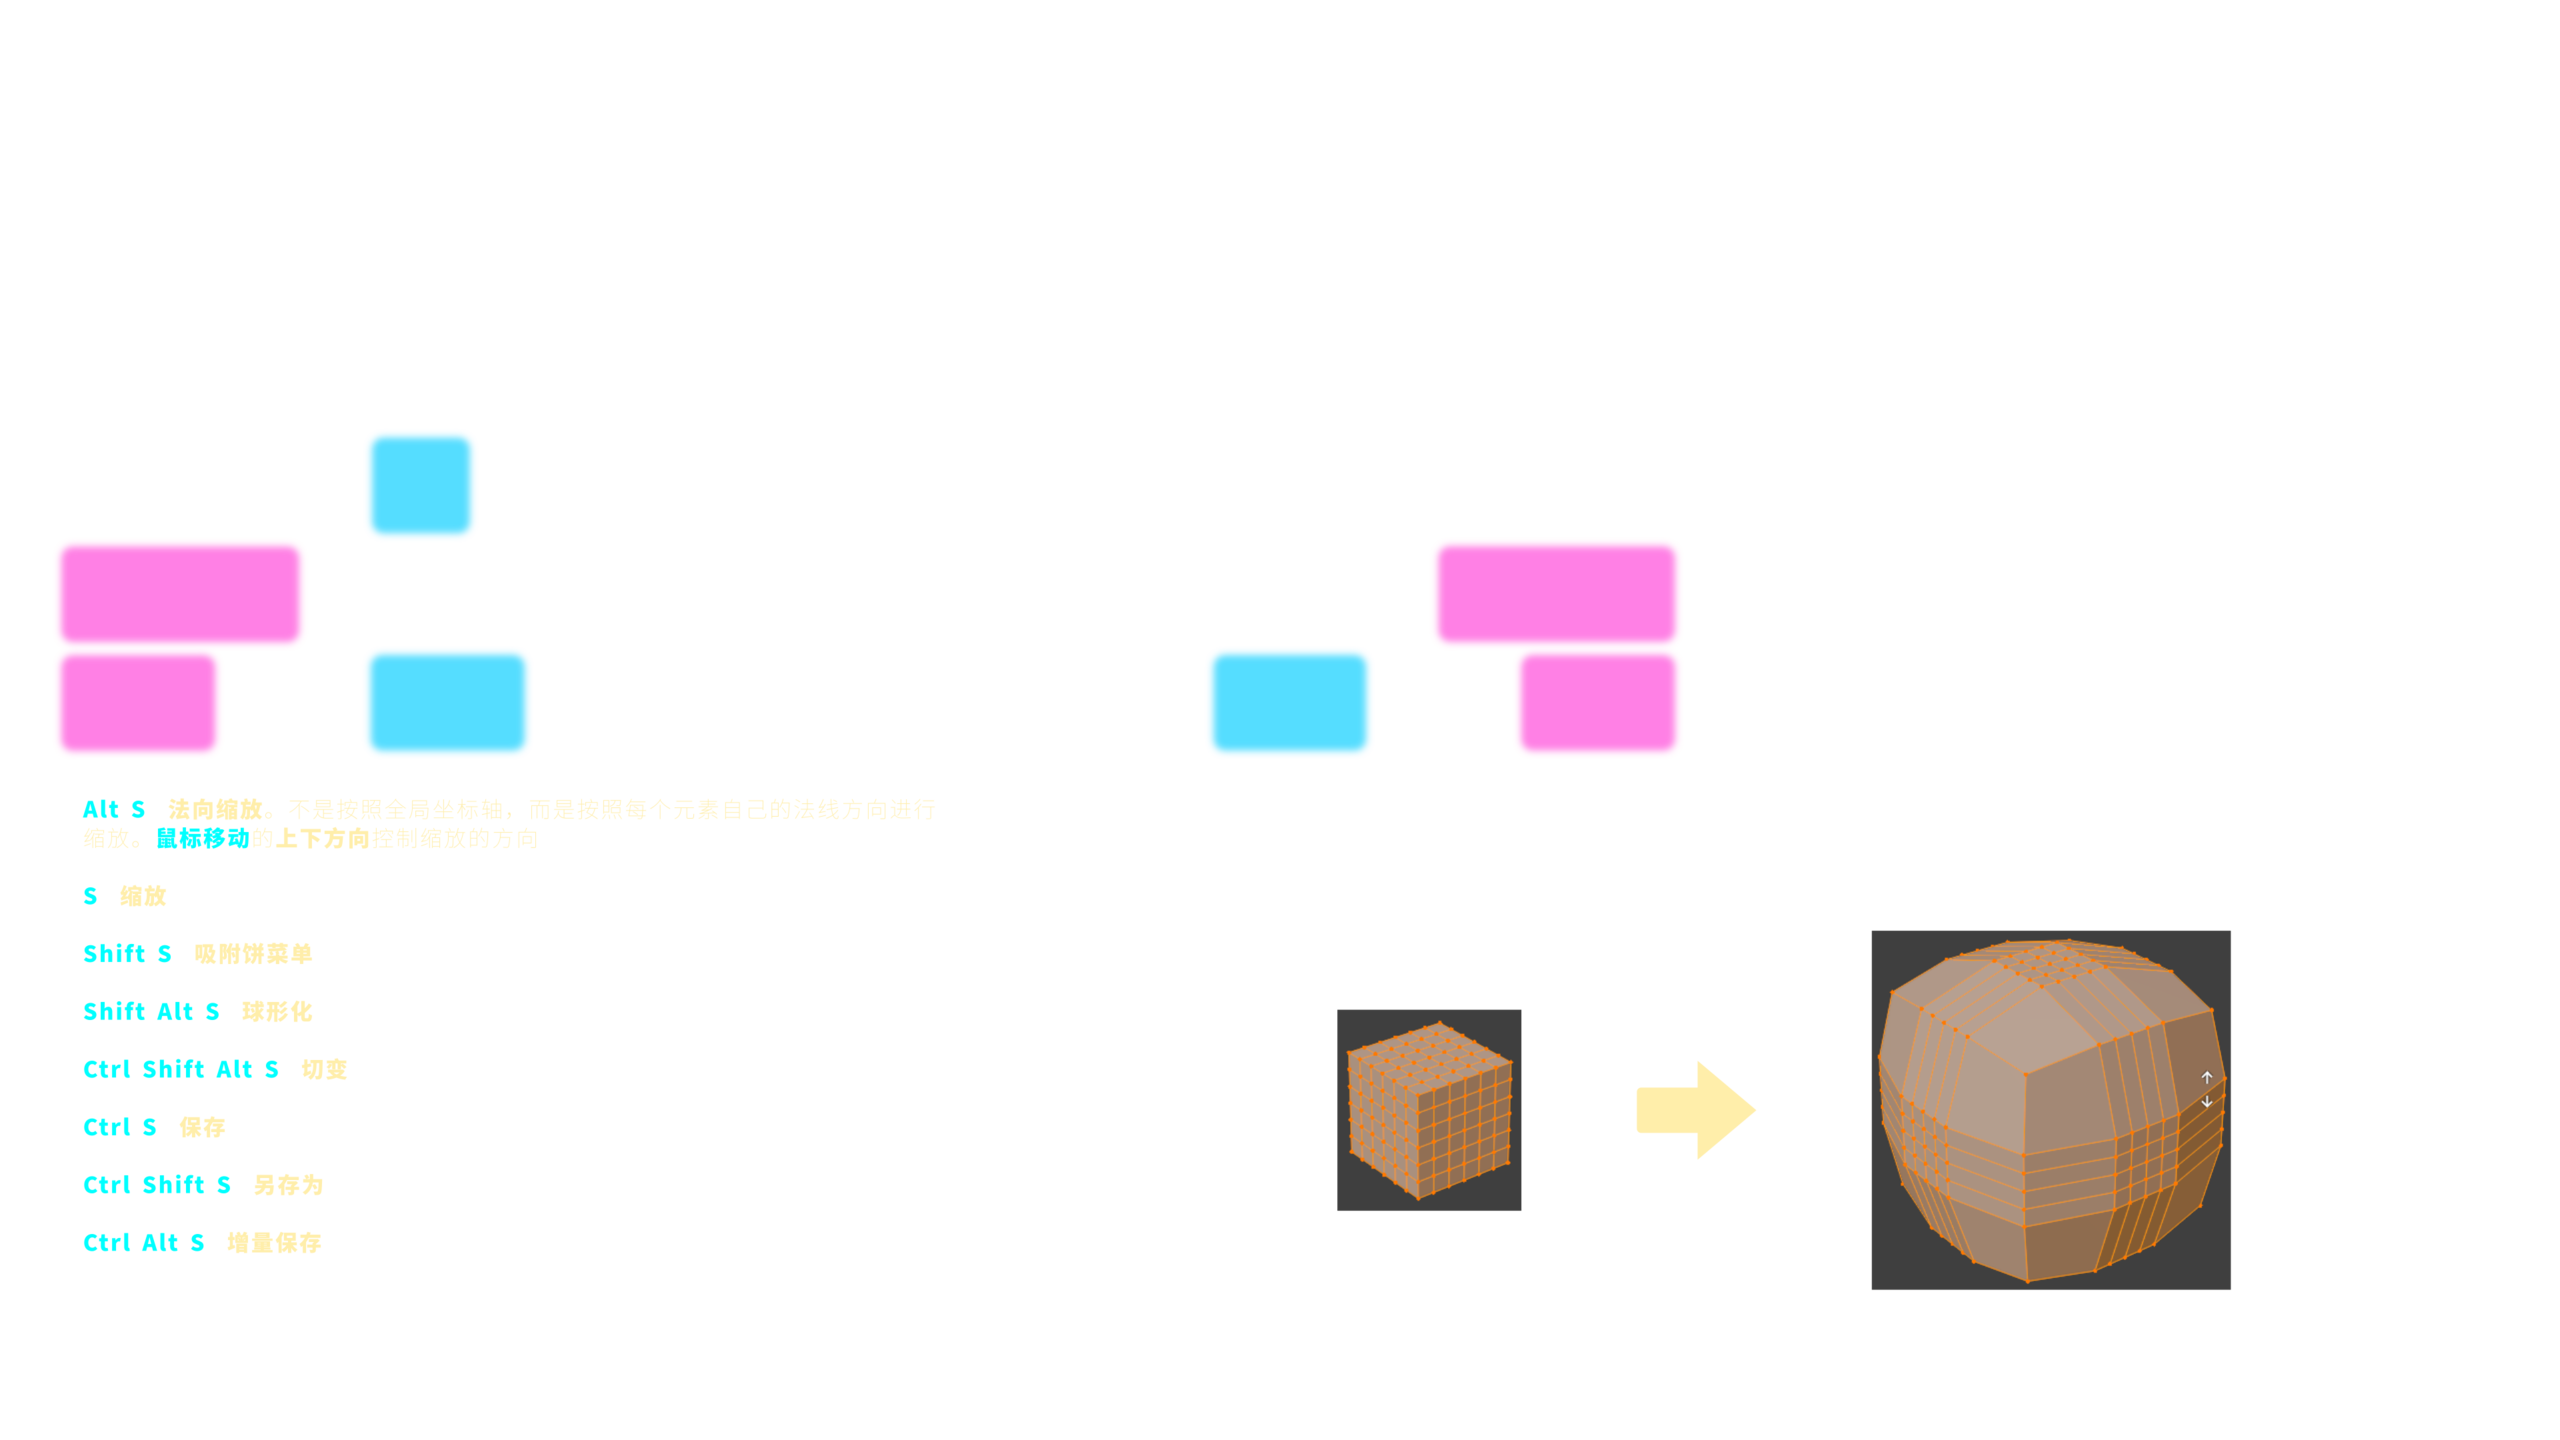 Alt S 法向缩放。不是按照全局坐标轴，而是按照每个元素自己的法线方向进行
缩放。鼠标移动的上下方向控制缩放的方向
S 缩放
Shift S 吸附饼菜单
Shift Alt S 球形化
Ctrl Shift Alt S 切变
Ctrl S 保存
Ctrl Shift S 另存为
Ctrl Alt S 增量保存